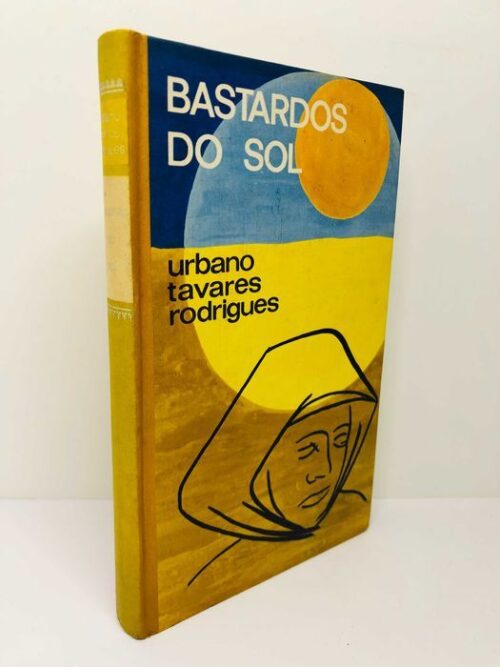 BASTARDOS
DO SOL
urbano
tavares
rodrigues